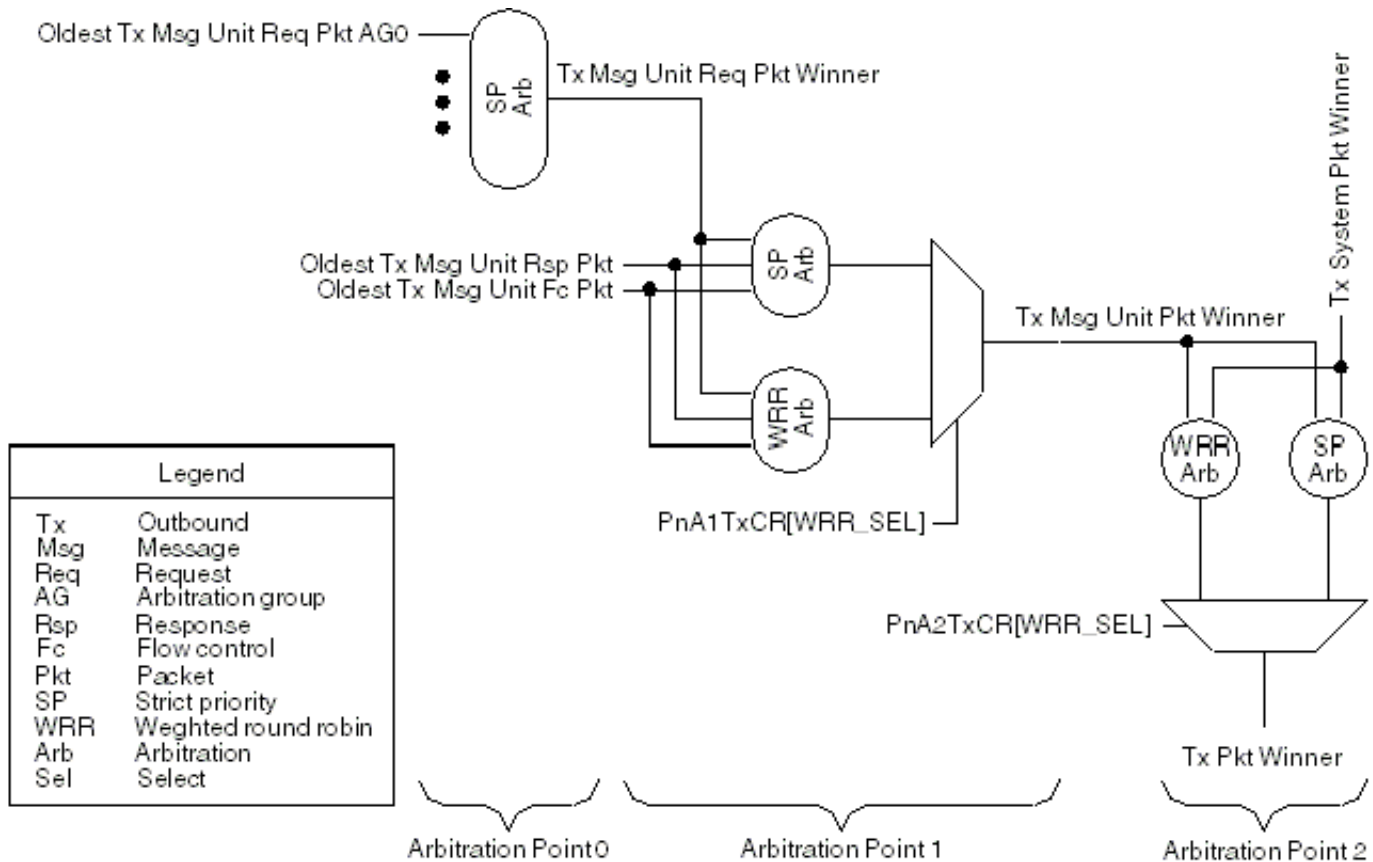 Oldest Tx Msg Unit Req Pkt AG0
SP
Arb
Tx Msg Unit Req Pkt Winner
Tx System Pkt Winner
Oldest Tx Msg Unit Rsp Pkt
Oldest Tx Msg Unit Fc Pkt
SP
Arb
Tx Msg Unit Pkt Winner
WRR
Arb
WRR
Arb
SP
Arb
PnA1TxCR[WRR_SEL]
PnA2TxCR[WRR_SEL]
Tx Pkt Winner
Legend
Tx Outbound
Msg Message
Req Request
AG Arbitration group
Rsp Response
Fc Flow control
Pkt Packet
SP Strict priority
WRR Weghted round robin
Arb Arbitration
Sel Select
Arbitration Point 0
Arbitration Point 1
Arbitration Point 2